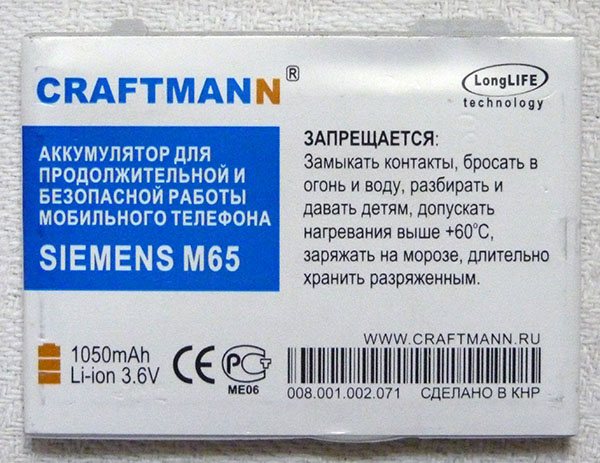 CRAFTMANN®
LongLIFE
technology
АККУМУЛЯТОР ДЛЯ
ПРОДОЛЖИТЕЛЬНОЙ И
БЕЗОПАСНОЙ РАБОТЫ
МОБИЛЬНОГО ТЕЛЕФОНА
SIEMENS M65
ЗАПРЕЩАЕТСЯ:
Замыкать контакты, бросать в
огонь и воду, разбирать и
давать детям, допускать
нагревания выше +60°С,
заряжать на морозе, длительно
хранить разряженным.
1050mAh
Li-ion 3.6V
CE
РСТ
ME06
WWW.CRAFTMANN.RU
008.001.002.071 СДЕЛАНО В КНР